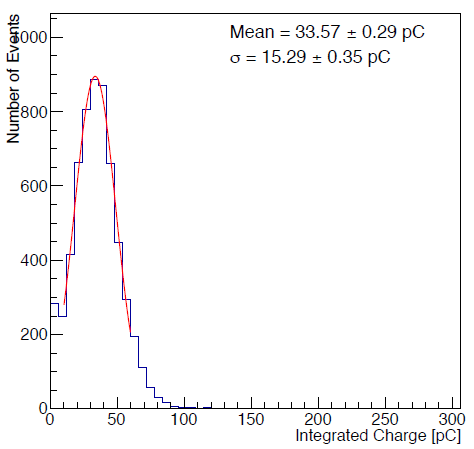 Mean = 33.57 ± 0.29 pC
σ = 15.29 ± 0.35 pC
Number of Events
1000
800
600
400
200
0
0 50 100 150 200 250 300
Integrated Charge [pC]